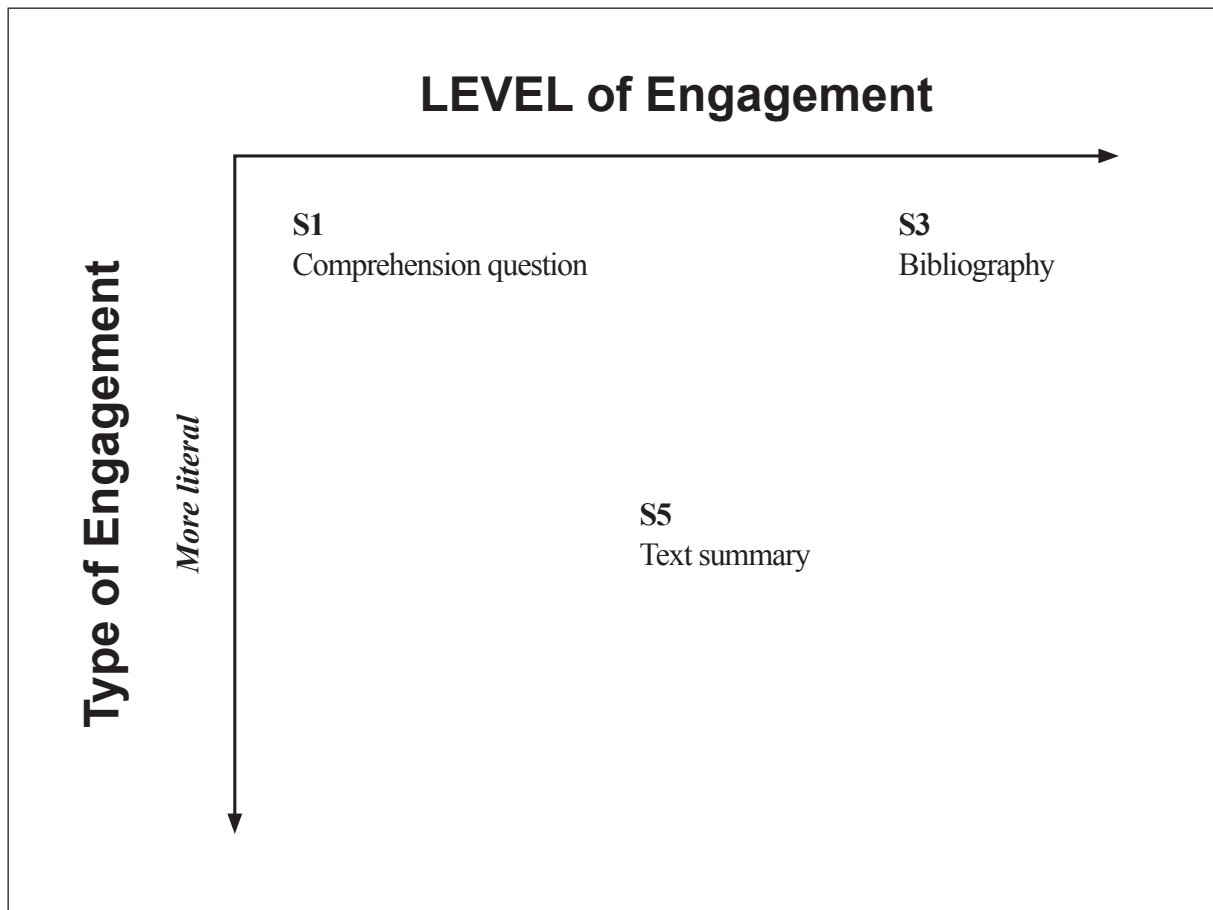 LEVEL of Engagement
S1
Comprehension question
S3
Bibliography
Type of Engagement
More literal
S5
Text summary